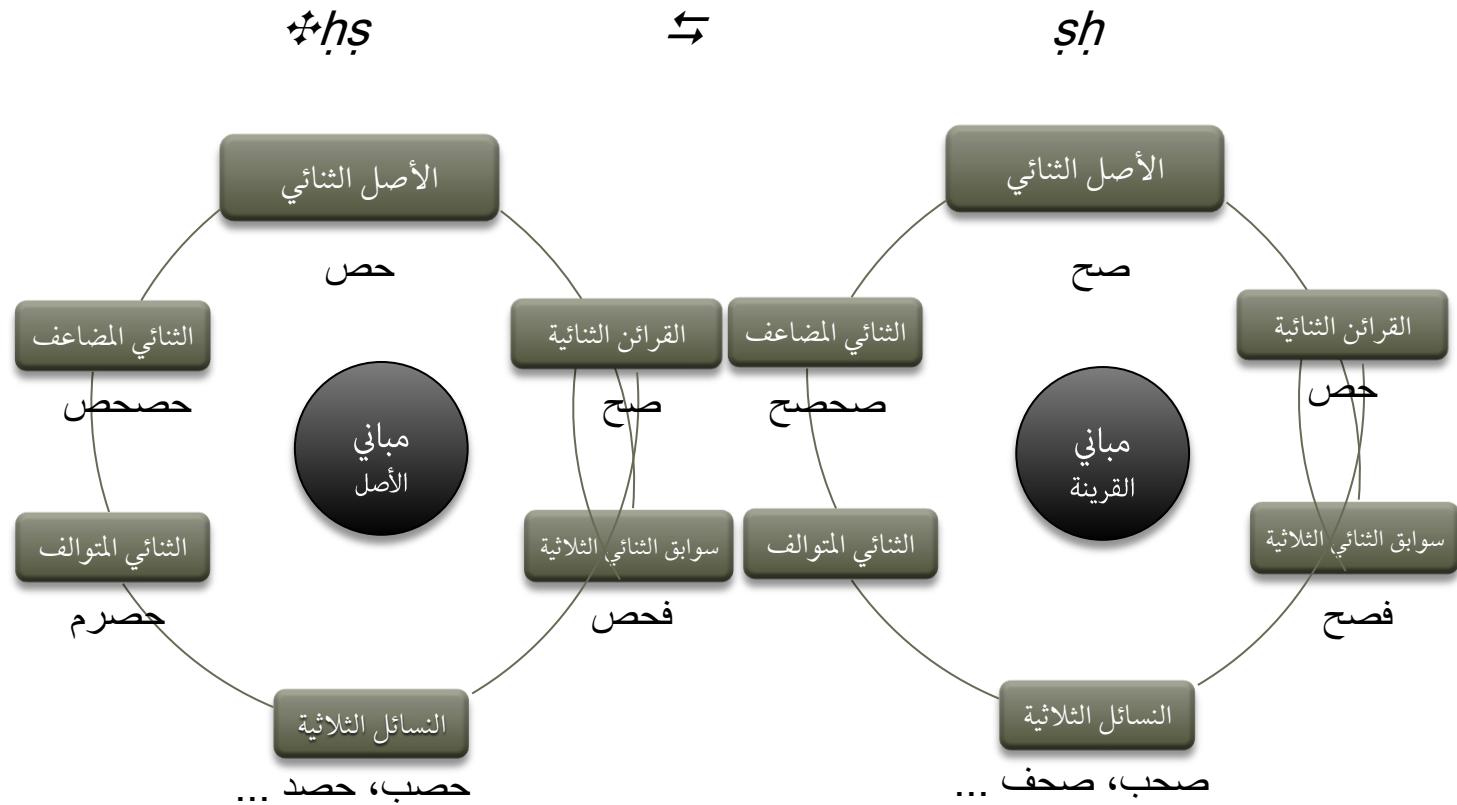 ✣ḥṣ ⇆ ṣḥ
الأصل الثنائي
صح
القرائن الثنائية
حص
الثنائي المضاعف
صحصح
مباني
القرينة
سوابق الثنائي الثلاثية
فصح
الثنائي المتوالف
النسائل الثلاثية
صحب، صحف ...
الأصل الثنائي
حص
القرائن الثنائية
صح
الثنائي المضاعف
حصحص
مباني
الأصل
سوابق الثنائي الثلاثية
فحص
الثنائي المتوالف
حصرم
النسائل الثلاثية
حصب، حصد ...